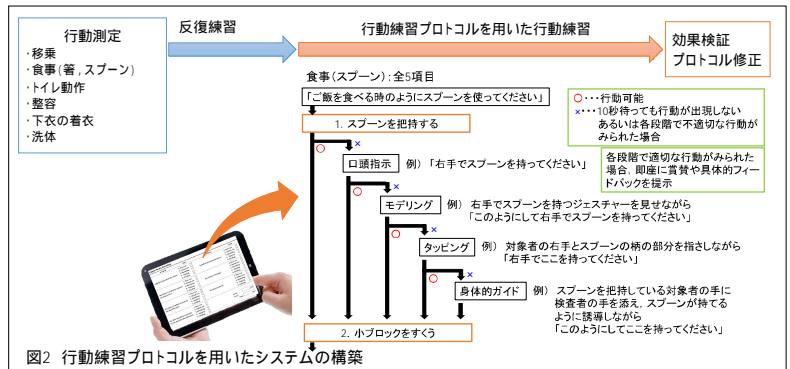 行動測定
・移乗
・食事(箸,スプーン)
・トイレ動作
・整容
・下衣の着衣
・洗体
反復練習
行動練習プロトコルを用いた行動練習
効果検証
プロトコル修正
食事(スプーン):全5項目
「ご飯を食べる時のようにスプーンを使ってください」
○・・・行動可能
×・・・10秒待っても行動が出現しない
あるいは各段階で不適切な行動が
みられた場合
1. スプーンを把持する
各段階で適切な行動がみられた
場合,即座に賞賛や具体的フィー
ドバックを提示
○
×
口頭指示 例)「右手でスプーンを持ってください」
○
×
モデリング 例) 右手でスプーンを持つジェスチャーを見せながら
「このようにして右手でスプーンを持ってください」
○
×
タッピング 例) 対象者の右手とスプーンの柄の部分を指さしながら
「右手でここを持ってください」
○
×
身体的ガイド 例) スプーンを把持している対象者の手に
検査者の手を添え,スプーンが持てる
ように誘導しながら
「このようにしてここを持ってください」
2. 小ブロックをすくう
図2 行動練習プロトコルを用いたシステムの構築